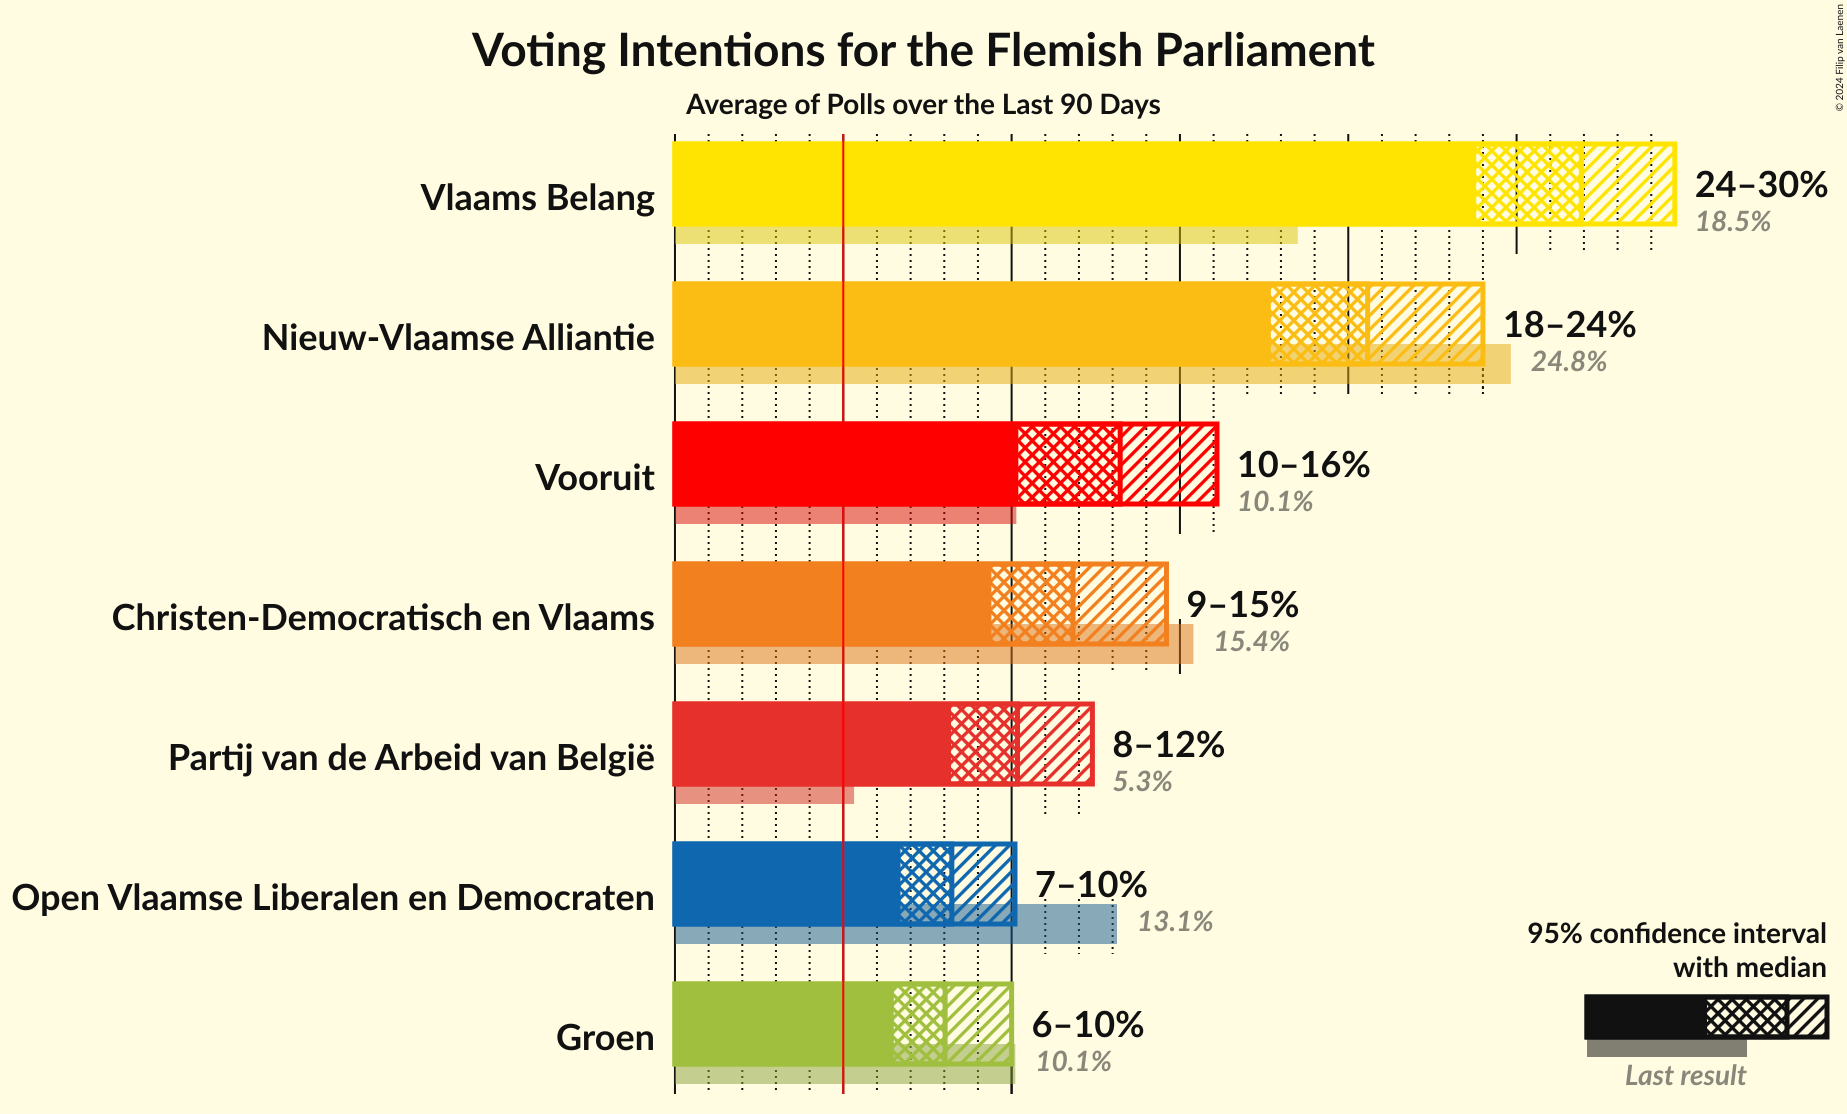 Voting Intentions for the Flemish Parliament
Average of Polls over the Last 90 Days
© 2024 Filip van Laenen
Vlaams Belang
24–30%
18.5%
Nieuw-Vlaamse Alliantie
18–24%
24.8%
Vooruit
10–16%
10.1%
Christen-Democratisch en Vlaams
9–15%
15.4%
Partij van de Arbeid van België
8–12%
5.3%
Open Vlaamse Liberalen en Democraten
7–10%
13.1%
Groen
6–10%
10.1%
95% confidence interval
with median
Last result